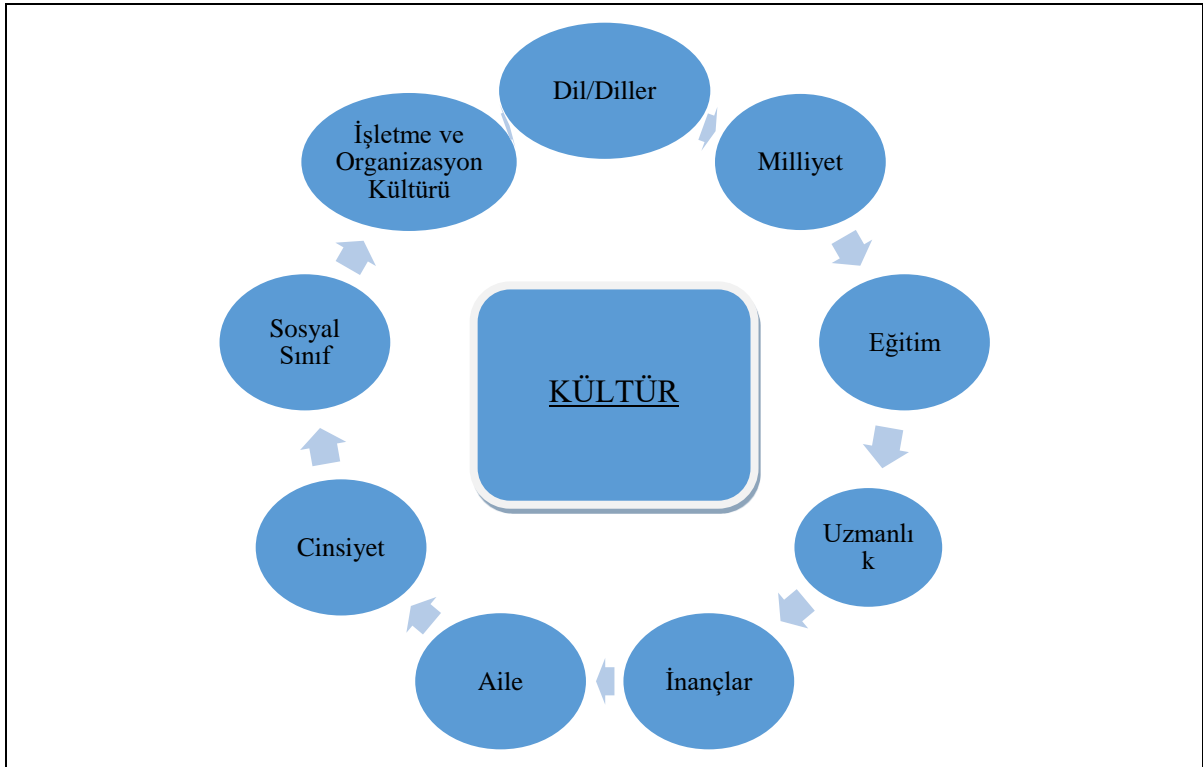 Dil/Diller
Milliyet
Eğitim
Uzmanlı
k
İnançlar
Aile
Cinsiyet
Sosyal
Sınıf
İşletme ve
Organizasyon
Kültürü
KÜLTÜR